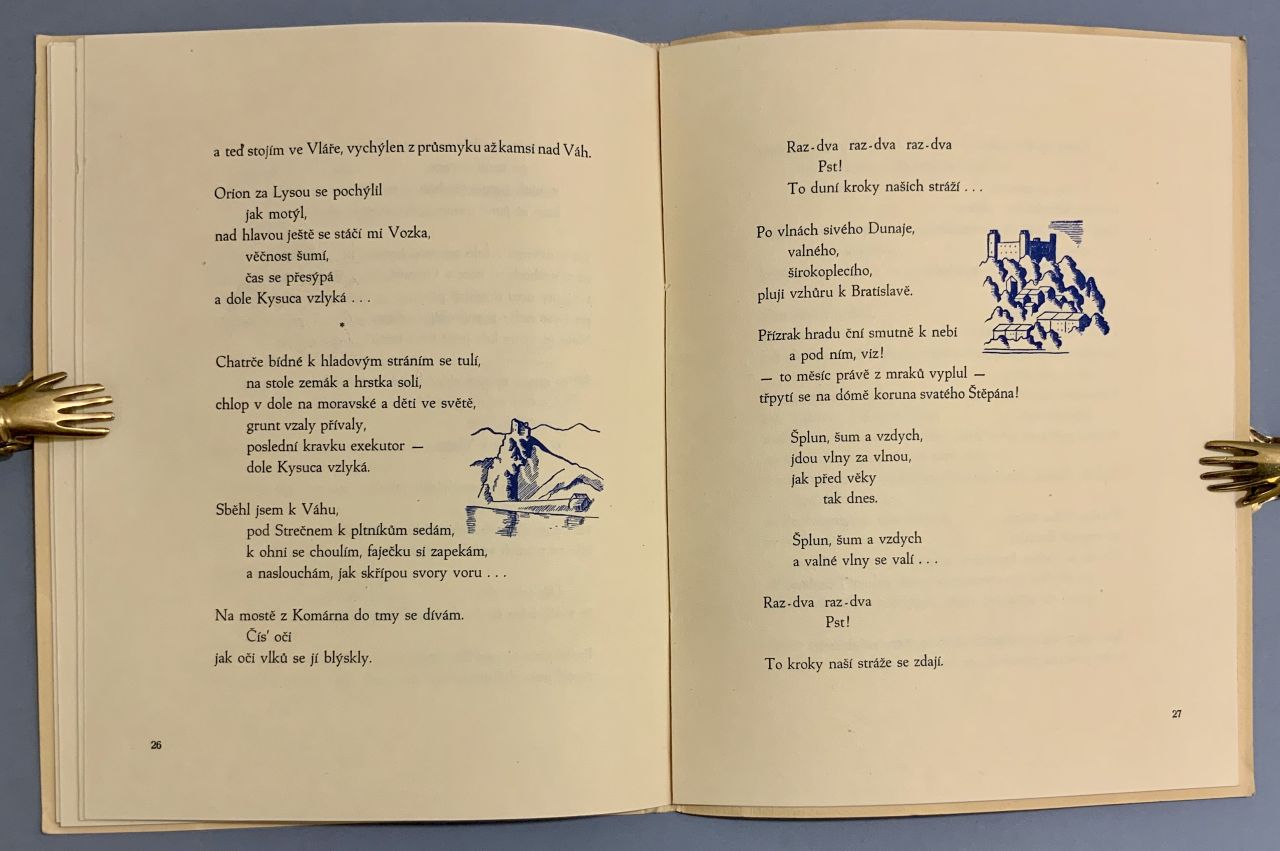 a teď stojím ve Vláře, vychýlen z průsmyku až kamsi nad Váh.
Orion za Lysou se pochýlil
jak motýl,
nad hlavou ještě se stáčí mi Vozka,
věčnost šumí,
čas se přesýpá
a dole Kysuca vzlyká . . .
*
Chatrče bídné k hladovým stráním se tulí,
na stole zemák a hrstka soli,
chlop v dole na moravské a děti ve světě,
grunt vzaly přívaly,
poslední kravku exekutor —
dole Kysuca vzlyká.
Sběhl jsem k Váhu,
pod Strečnem k pltníkům sedám,
k ohni se choulím, faječku si zapekám,
a naslouchám, jak skřípou svory voru . . .
Na mostě z Komárna do tmy se dívám.
Čís' oči
jak oči vlků se jí blýskly.
26
Raz-dva raz-dva raz-dva
Pst!
To duní kroky našich stráží . . .
Po vlnách sivého Dunaje,
valného,
širokoplecího,
pluji vzhůru k Bratislavě.
Přízrak hradu ční smutně k nebi
a pod ním, viz!
— to měsíc právě z mraků vyplul —
třpytí se na dómě koruna svatého Štěpána!
Šplun, šum a vzdych,
jdou vlny za vlnou,
jak před věky
tak dnes.
Šplun, šum a vzdych
a valné vlny se valí . . .
Raz-dva raz-dva
Pst!
To kroky naší stráže se zdají.
27